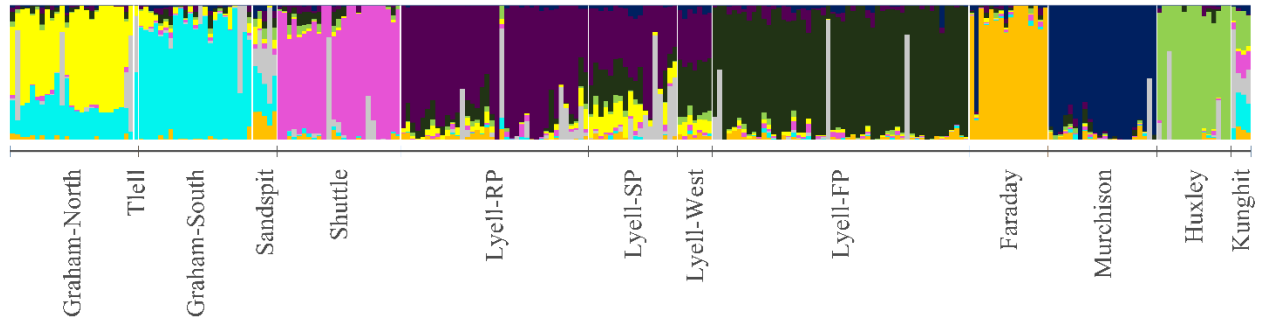 Graham-North
Tlell
Graham-South
Sandspit
Shuttle
Lyell-RP
Lyell-SP
Lyell-West
Lyell-FP
Faraday
Murchison
Huxley
Kunghit